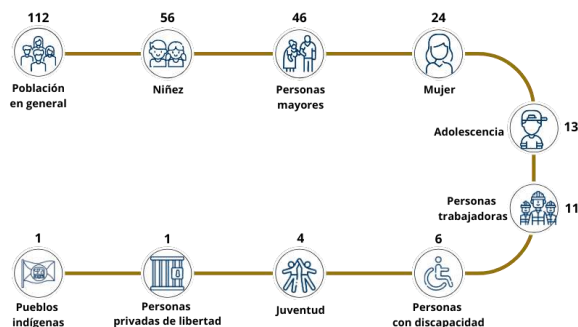 112
Población
en general
56
Niñez
46
Personas
mayores
24
Mujer
Adolescencia
13
Personas
trabajadoras
11
6
Personas
con discapacidad
4
Juventud
1
Personas
privadas de libertad
1
Pueblos
indígenas